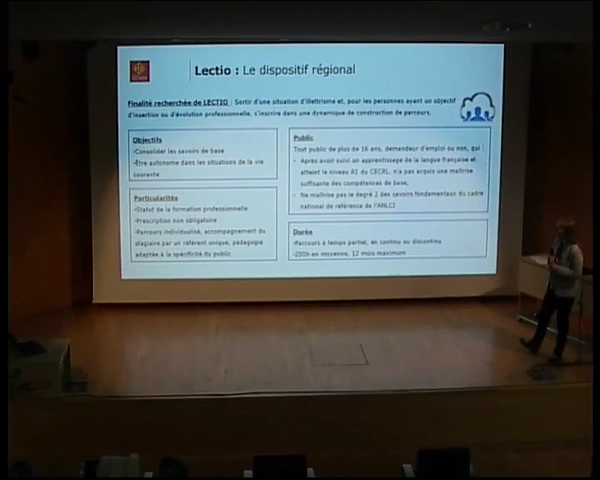 Lectio : Le dispositif régional
Finalité recherchée de LECTIO : Sortir d'une situation d'illettrisme et, pour les personnes ayant un objectif
d'insertion ou d'évolution professionnelle, s'inscrire dans une dynamique de construction de parcours.
Objectifs
-Consolider les savoirs de base
-Être autonome dans les situations de la vie
courante
Particularités
-Statut de la formation professionnelle
-Prescription non obligatoire
-Parcours individualisé, accompagnement du
stagiaire par un référent unique, pédagogie
adaptée à la spécificité du public
Public
Tout public de plus de 16 ans, demandeur d'emploi ou non, qui :
- Après avoir suivi un apprentissage de la langue française et
atteint le niveau A1 du CECRL, n'a pas acquis une maîtrise
suffisante des compétences de base,
- Ne maîtrise pas le degré 2 des savoirs fondamentaux du cadre
national de référence de l'ANLCI
Durée
-Parcours à temps partiel, en continu ou discontinu
-200h en moyenne, 12 mois maximum